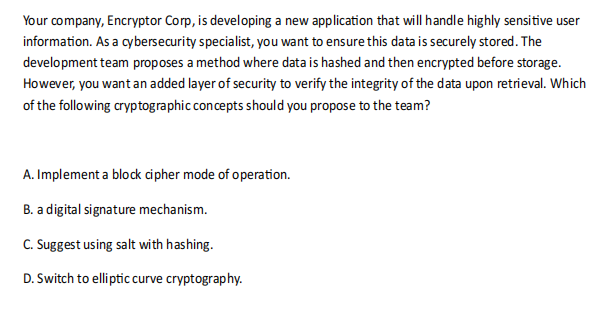 Your company, Encryptor Corp, is developing a new application that will handle highly sensitive user
information. As a cybersecurity specialist, you want to ensure this data is securely stored. The
development team proposes a method where data is hashed and then encrypted before storage.
However, you want an added layer of security to verify the integrity of the data upon retrieval. Which
of the following cryptographic concepts should you propose to the team?
A. Implement a block cipher mode of operation.
B. a digital signature mechanism.
C. Suggest using salt with hashing.
D. Switch to elliptic curve cryptography.